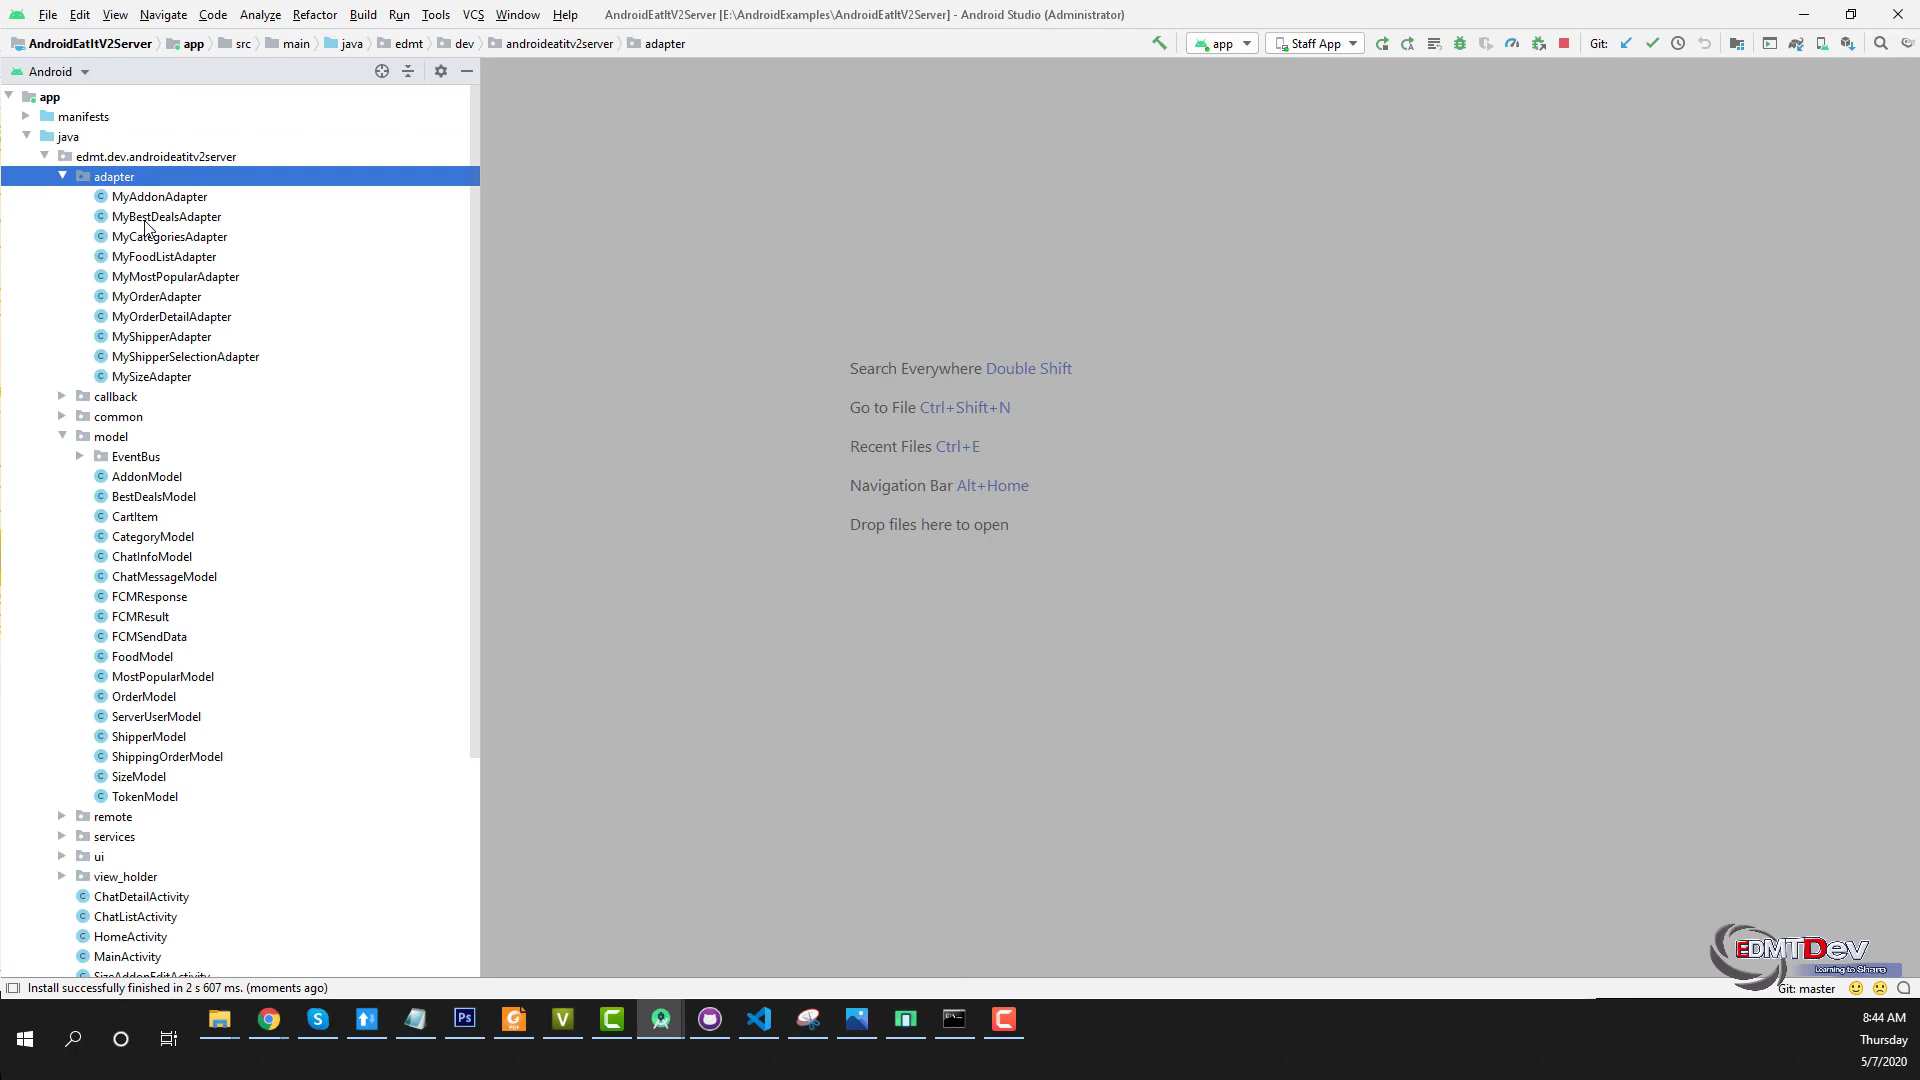 File Edit View Navigate Code Analyze Refactor Build Run Tools VCS Window Help AndroidEatItV2Server [E:\AndroidExamples\AndroidEatItV2Server] - Android Studio (Administrator)
AndroidEatItV2Server app src main java edmt dev androideatitv2server adapter app Staff App Git:
Android
app
manifests
java
edmt.dev.androideatitv2server
adapter
MyAddonAdapter
MyBestDealsAdapter
MyCategoriesAdapter
MyFoodListAdapter
MyMostPopularAdapter
MyOrderAdapter
MyOrderDetailAdapter
MyShipperAdapter
MyShipperSelectionAdapter
MySizeAdapter
callback
common
model
EventBus
AddonModel
BestDealsModel
CartItem
CategoryModel
ChatInfoModel
ChatMessageModel
FCMResponse
FCMResult
FCMSendData
FoodModel
MostPopularModel
OrderModel
ServerUserModel
ShipperModel
ShippingOrderModel
SizeModel
TokenModel
remote
services
ui
view_holder
ChatDetailActivity
ChatListActivity
HomeActivity
MainActivity
SizeAddonEditActivity
Search Everywhere Double Shift
Go to File Ctrl+Shift+N
Recent Files Ctrl+E
Navigation Bar Alt+Home
Drop files here to open
EDMTDev
Learning to Share
Install successfully finished in 2 s 607 ms. (moments ago) Git: master
8:44 AM
Thursday
5/7/2020